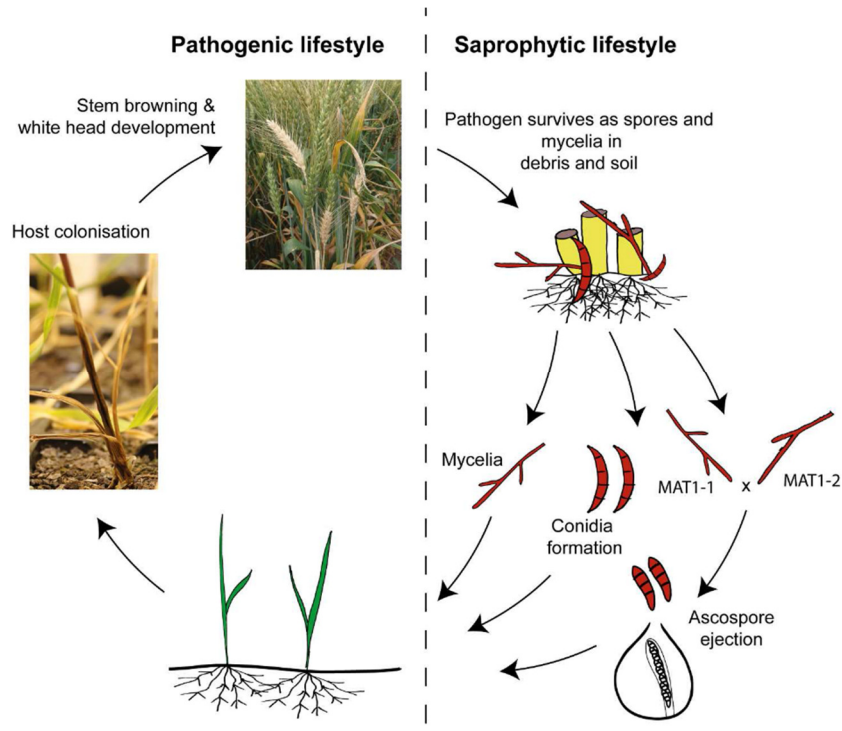 Pathogenic lifestyle
Saprophytic lifestyle
Stem browning &
white head development
Pathogen survives as spores and
mycelia in
debris and soil
Host colonisation
Mycelia
MAT1-1
x
MAT1-2
Conidia
formation
Ascospore
ejection